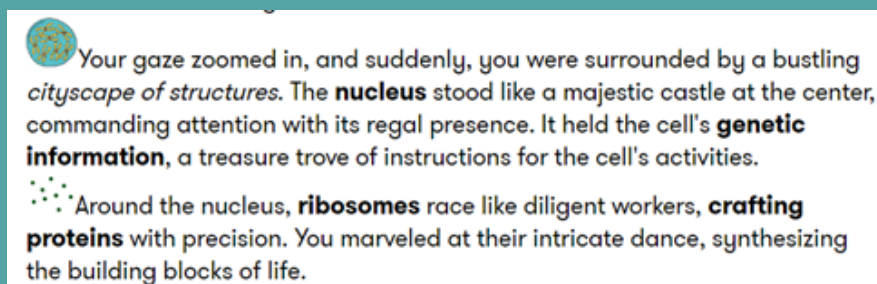 Your gaze zoomed in, and suddenly, you were surrounded by a bustling
cityscape of structures. The nucleus stood like a majestic castle at the center,
commanding attention with its regal presence. It held the cell's genetic
information, a treasure trove of instructions for the cell's activities.
Around the nucleus, ribosomes race like diligent workers, crafting
proteins with precision. You marveled at their intricate dance, synthesizing
the building blocks of life.